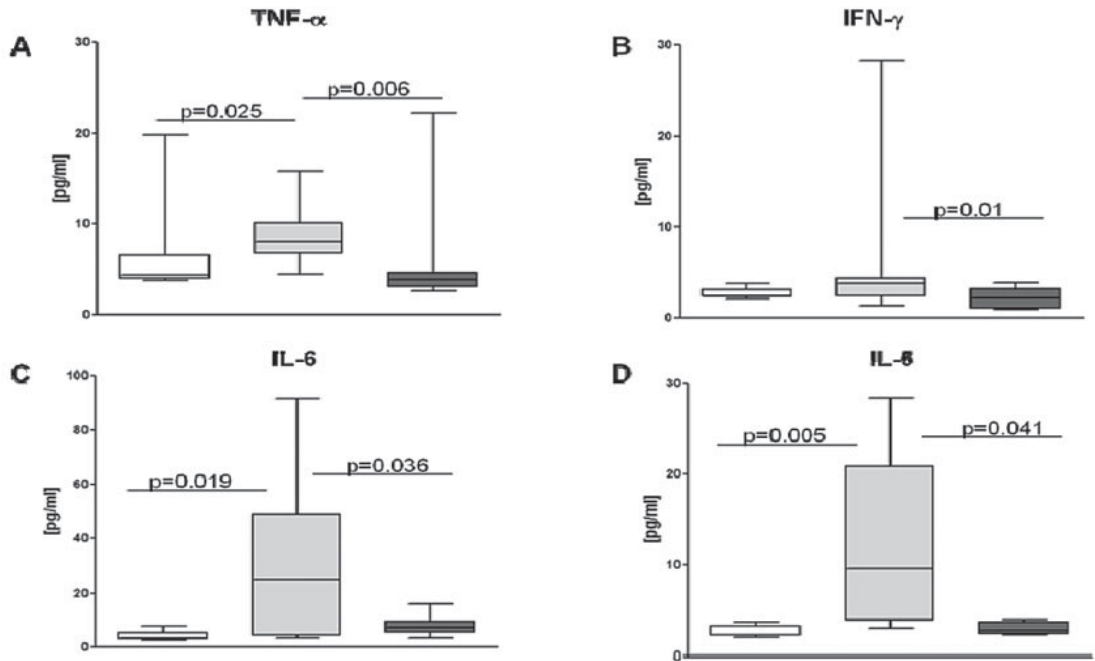 A
TNF-α
30
20
10
0
[pg/ml]
p=0.025
p=0.006
B
IFN-γ
30
20
10
0
[pg/ml]
p=0.01
C
IL-6
100
80
60
40
20
0
[pg/ml]
p=0.019
p=0.036
D
30
20
10
0
[pg/ml]
p=0.005
p=0.041